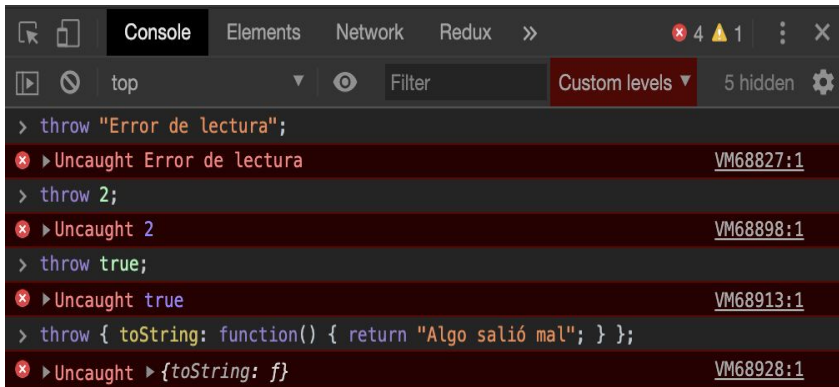 Console Elements Network Redux » 4 1
top Filter Custom levels 5 hidden
> throw "Error de lectura";
Uncaught Error de lectura VM68827:1
> throw 2;
Uncaught 2 VM68898:1
> throw true;
Uncaught true VM68913:1
> throw { toString: function() { return "Algo salió mal"; } };
Uncaught {toString: ƒ} VM68928:1